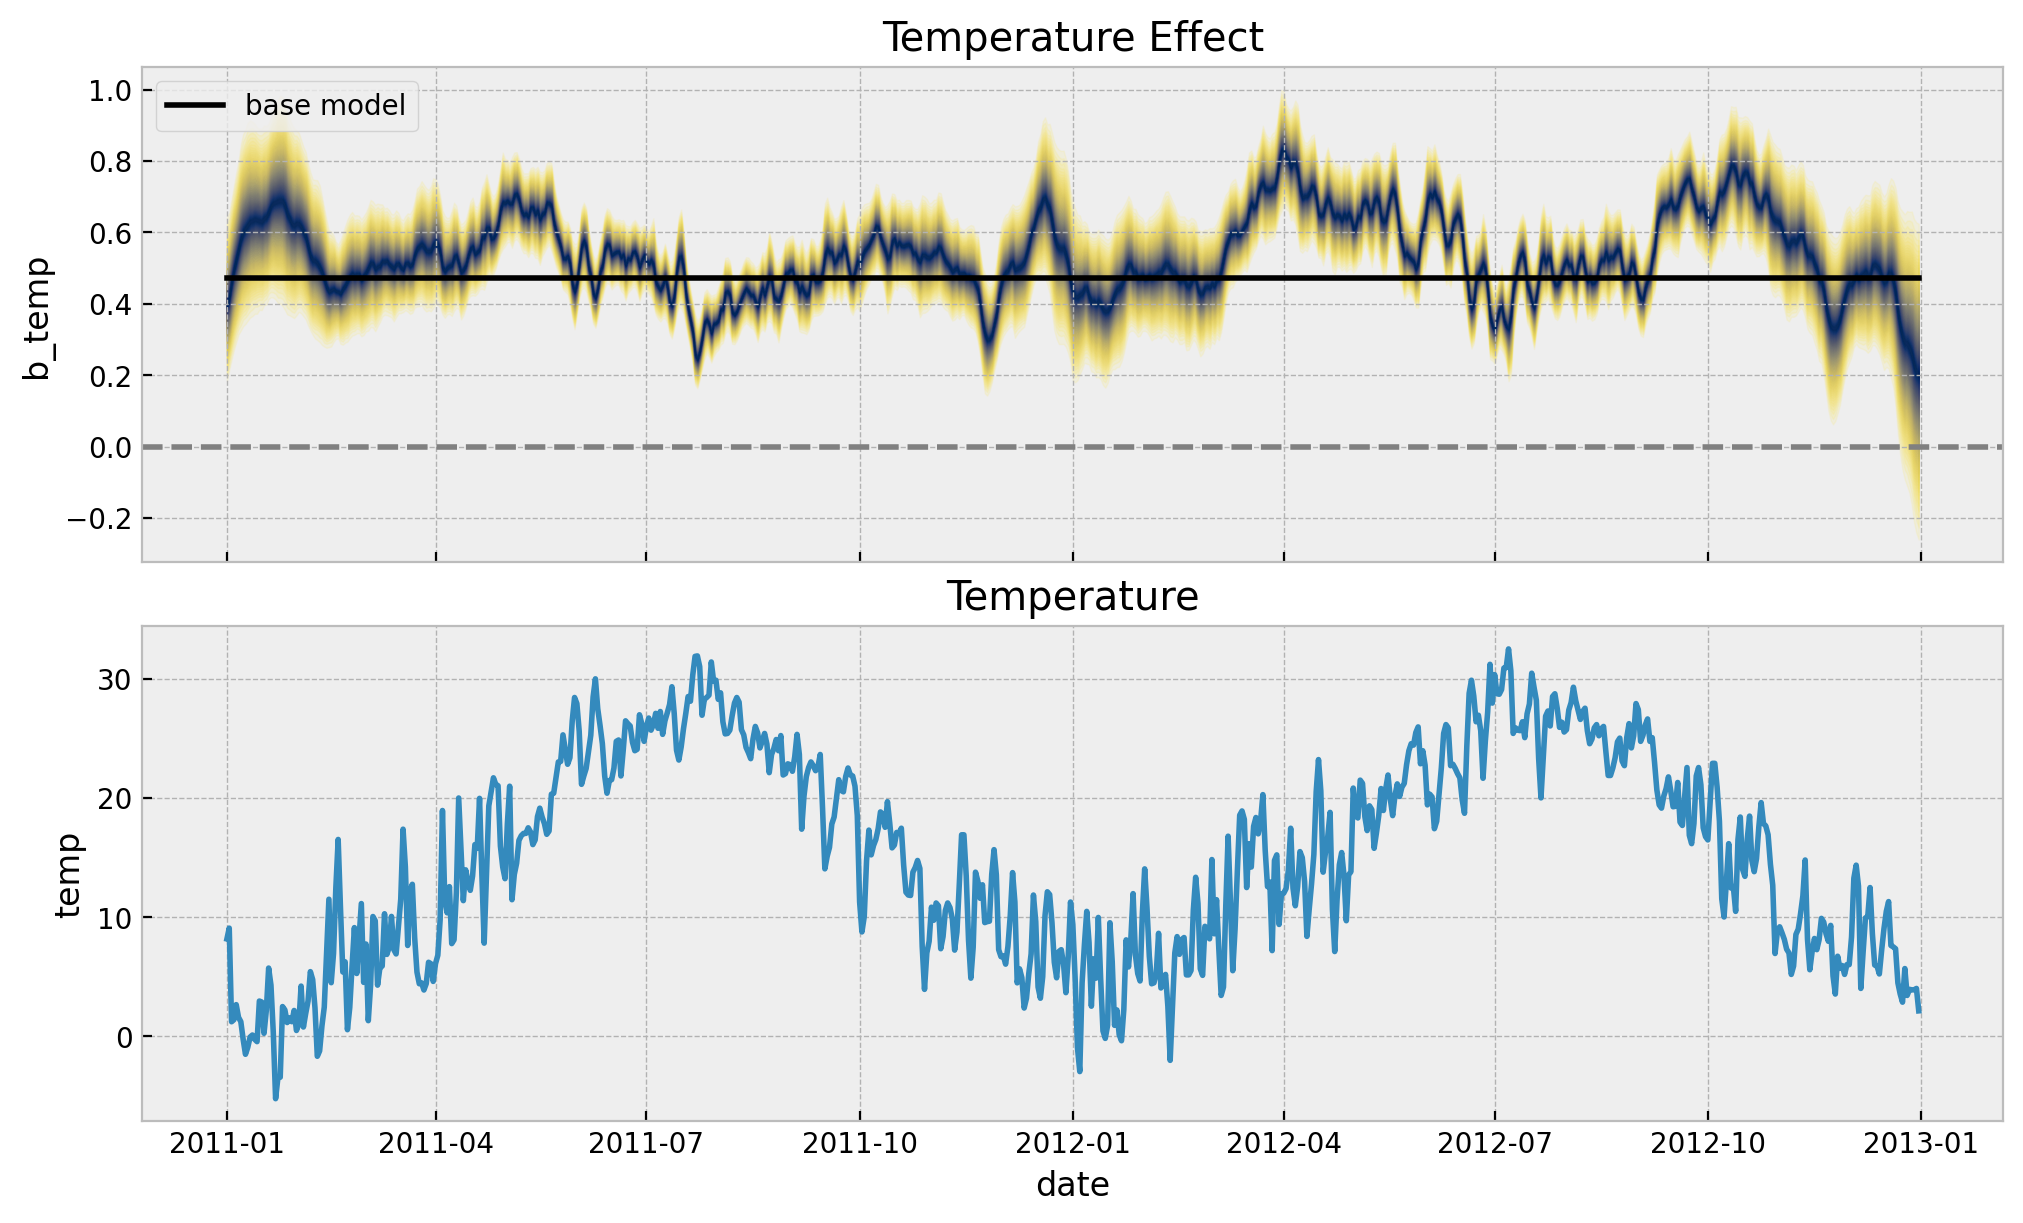 Temperature Effect
base model
1.0
0.8
0.6
0.4
0.2
0.0
−0.2
b_temp
Temperature
30
20
10
0
temp
2011-01 2011-04 2011-07 2011-10 2012-01 2012-04 2012-07 2012-10 2013-01
date